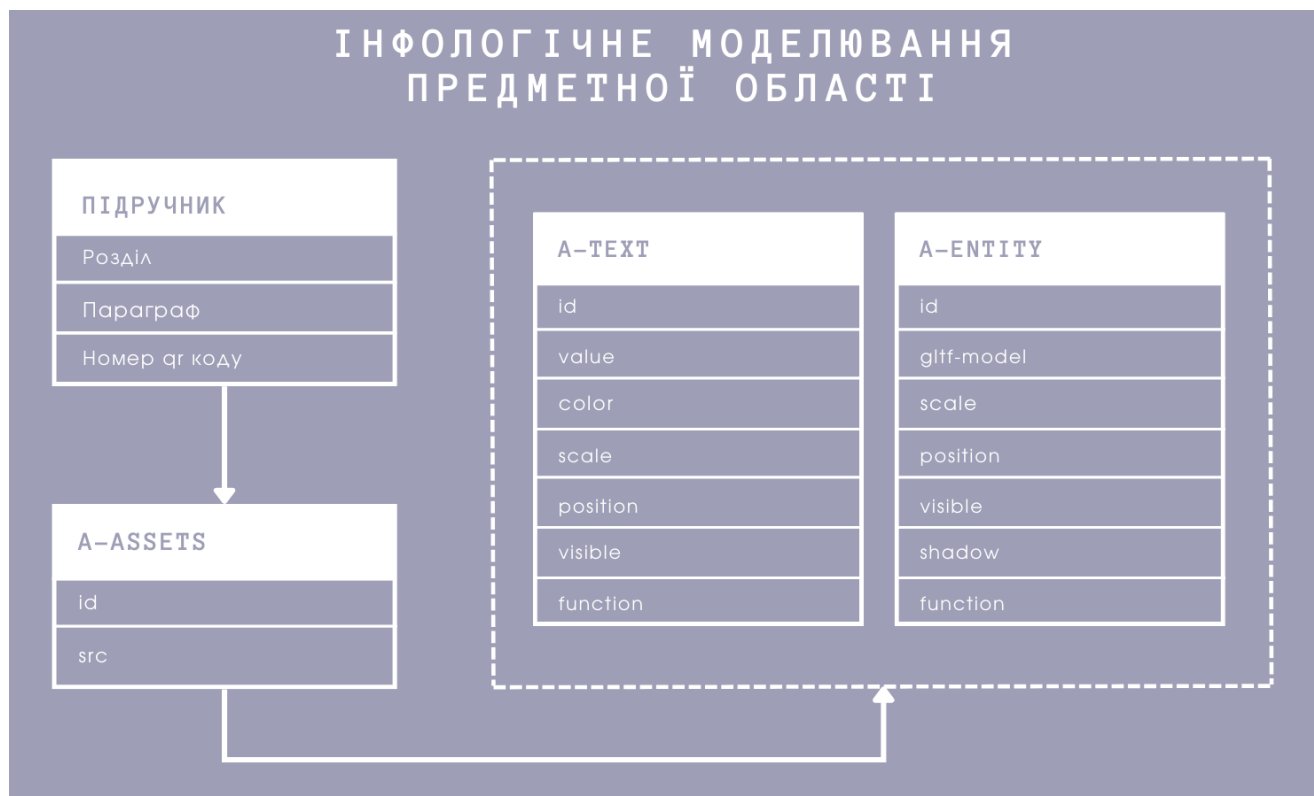 ІНФОЛОГІЧНЕ МОДЕЛЮВАННЯ
ПРЕДМЕТНОЇ ОБЛАСТІ
ПІДРУЧНИК
Розділ
Параграф
Номер qr коду
A-ASSETS
id
src
A-TEXT
id
value
color
scale
position
visible
function
A-ENTITY
id
gltf-model
scale
position
visible
shadow
function